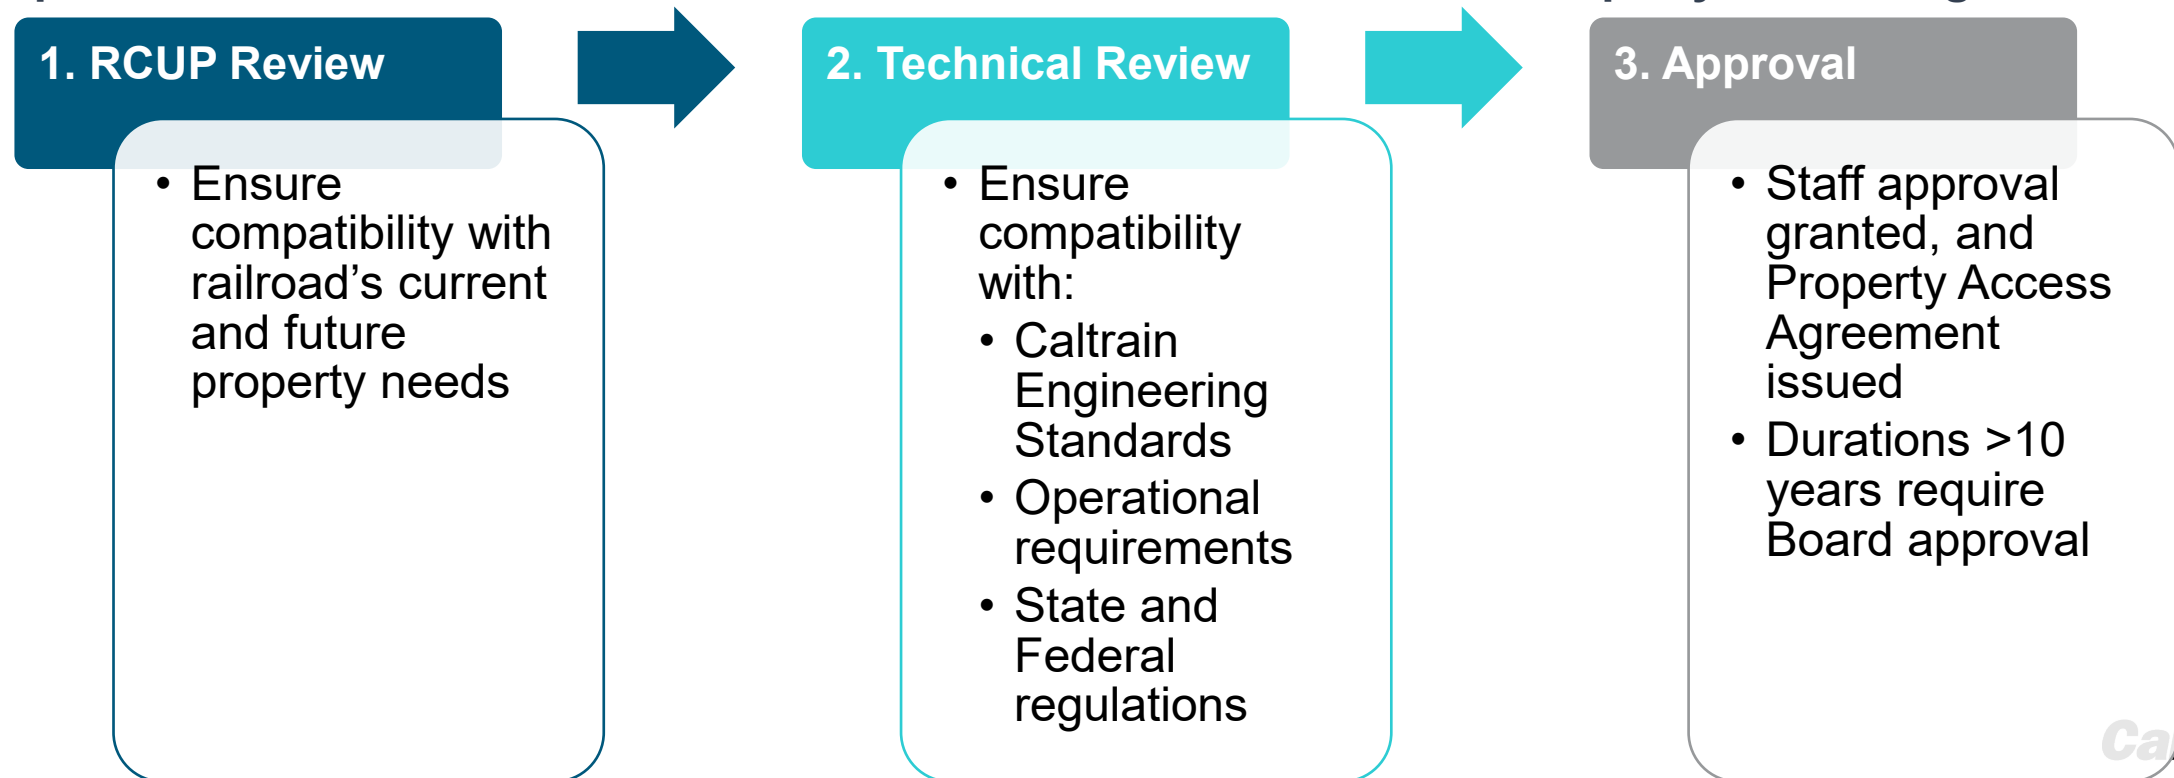 1. RCUP Review
• Ensure
compatibility with
railroad’s current
and future
property needs
2. Technical Review
• Ensure
compatibility
with:
• Caltrain
Engineering
Standards
• Operational
requirements
• State and
Federal
regulations
3. Approval
• Staff approval
granted, and
Property Access
Agreement
issued
• Durations >10
years require
Board approval